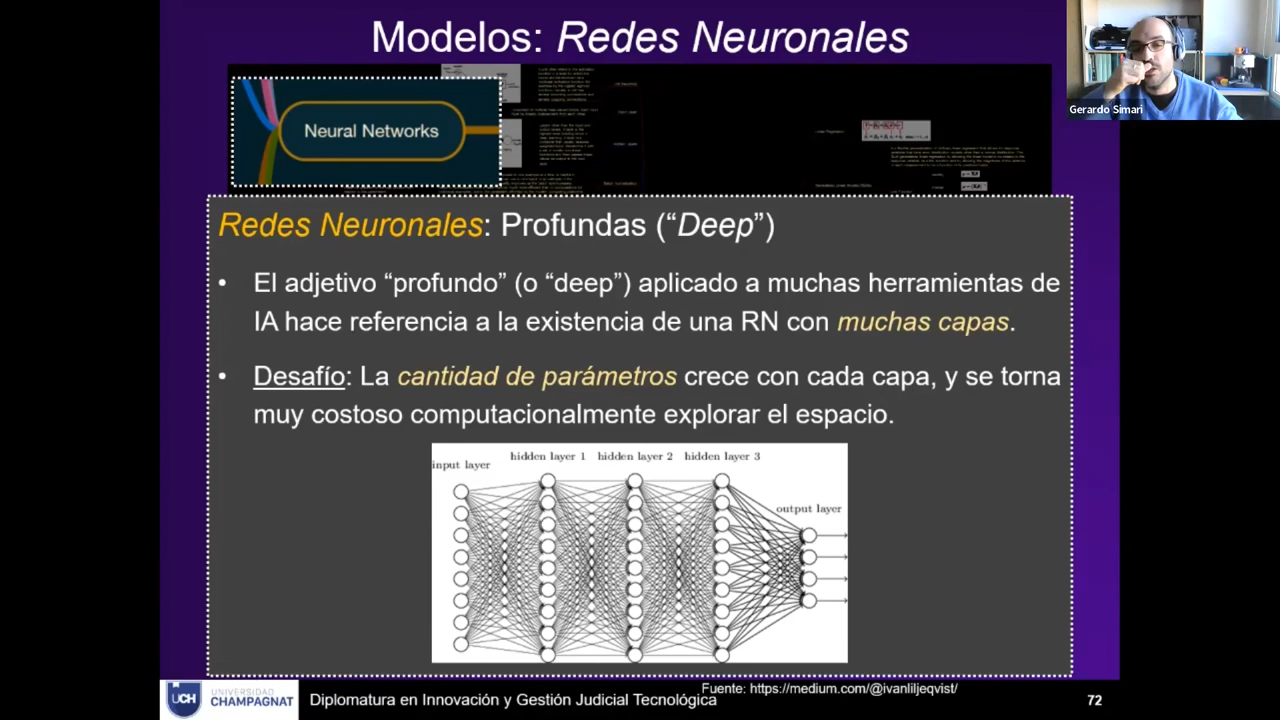 Modelos: Redes Neuronales
Gerardo Simari
Neural Networks
Redes Neuronales: Profundas (“Deep”)
• El adjetivo “profundo” (o “deep”) aplicado a muchas herramientas de
IA hace referencia a la existencia de una RN con muchas capas.
• Desafío: La cantidad de parámetros crece con cada capa, y se torna
muy costoso computacionalmente explorar el espacio.
input layer
hidden layer 1 hidden layer 2 hidden layer 3
output layer
UCH
UNIVERSIDAD
CHAMPAGNAT
Diplomatura en Innovación y Gestión Judicial Tecnológica
Fuente: https://medium.com/@ivanliljeqvist/
72